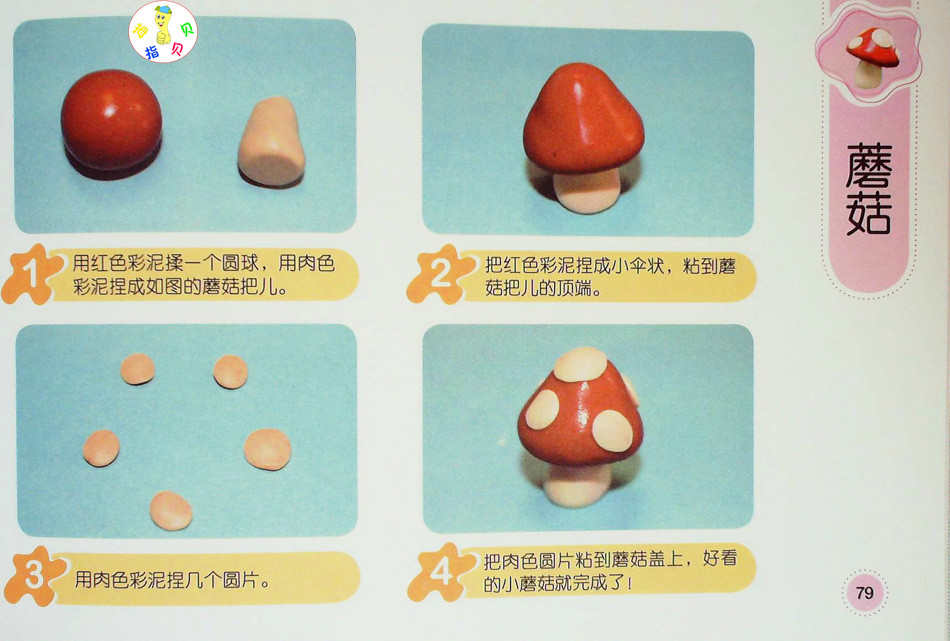 蘑菇
1
用红色彩泥揉一个圆球，用肉色
彩泥捏成如图的蘑菇把儿。
2
把红色彩泥捏成小伞状，粘到蘑
菇把儿的顶端。
3
用肉色彩泥捏几个圆片。
4
把肉色圆片粘到蘑菇盖上，好看
的小蘑菇就完成了！
79